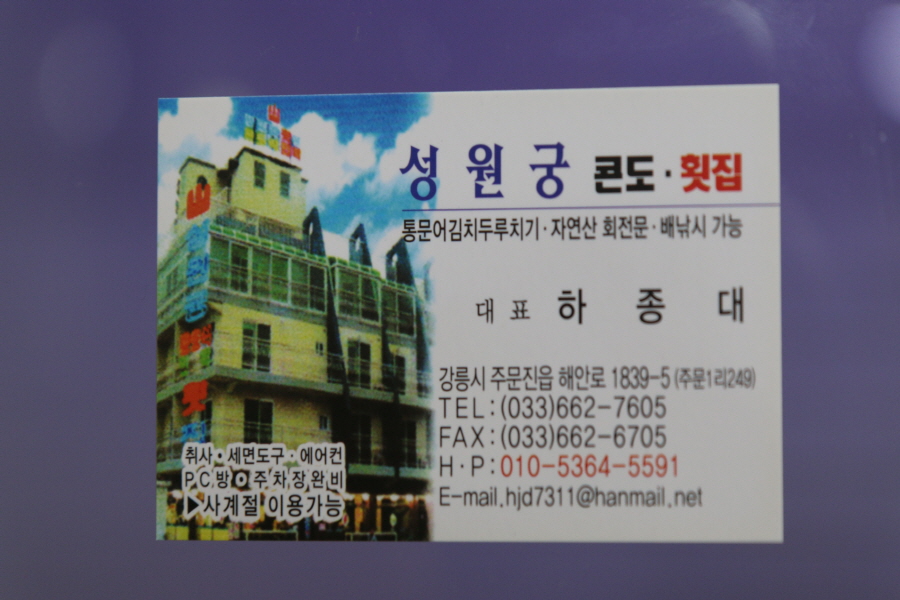 성원궁 콘도·횟집
통문어김치두루치기·자연산 회전문·배낚시 가능
대표 하종대
강릉시 주문진읍 해안로 1839-5 (주문1리249)
TEL:(033)662-7605
FAX:(033)662-6705
H·P:010-5364-5591
E-mail.hjd7311@hanmail.net
취사·세면도구·에어컨
P.C.방·주차장완비
▷사계절 이용가능